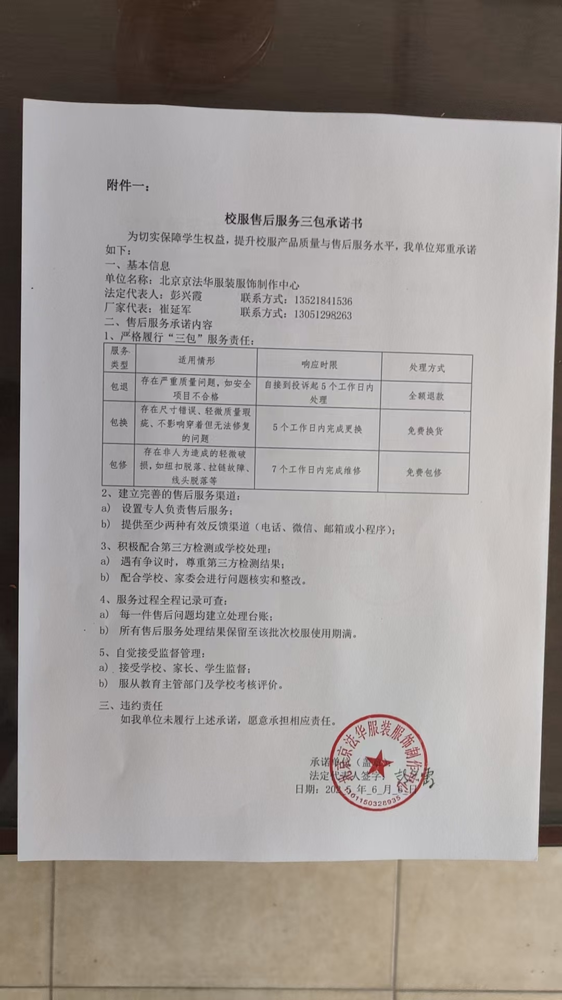 附件一：
校服售后服务三包承诺书
为切实保障学生权益，提升校服产品质量与售后服务水平，我单位郑重承诺
如下：
一、基本信息
单位名称：北京京法华服装服饰制作中心
法定代表人：彭兴霞 联系方式：13521841536
厂家代表：崔延军 联系方式：13051298263
二、售后服务承诺内容
1、严格履行“三包”服务责任：
服务
类型
适用情形
响应时限
处理方式
包退
存在严重质量问题，如安全
项目不合格
自接到投诉起5个工作日内
处理
全额退款
包换
存在尺寸错误、轻微质量瑕
疵、不影响穿着但无法修复
的问题
5个工作日内完成更换
免费换货
包修
存在非人为造成的轻微破
损，如纽扣脱落、拉链故障、
线头脱落等
7个工作日内完成维修
免费包修
2、建立完善的售后服务渠道：
a） 设置专人负责售后服务；
b） 提供至少两种有效反馈渠道（电话、微信、邮箱或小程序）；
3、积极配合第三方检测或学校处理：
a） 遇有争议时，尊重第三方检测结果；
b） 配合学校、家委会进行问题核实和整改。
4、服务过程全程记录可查：
a） 每一件售后问题均建立处理台账；
b） 所有售后服务处理结果保留至该批次校服使用期满。
5、自觉接受监督管理：
a） 接受学校、家长、学生监督；
b） 服从教育主管部门及学校考核评价。
三、违约责任
如我单位未履行上述承诺，愿意承担相应责任。
承诺单位（盖章）：
法定代表人签字：
日期：2025 年_6_月_6_日
北京京法华服装服饰制作中心
1101150328935